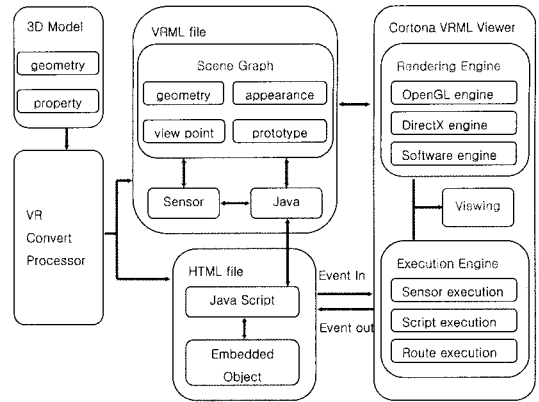 3D Model
geometry
property
VR
Convert
Processor
VRML file
Scene Graph
geometry
appearance
view point
prototype
Sensor
Java
HTML file
Java Script
Embedded
Object
Event In
Event out
Cortona VRML Viewer
Rendering Engine
OpenGL engine
DirectX engine
Software engine
Viewing
Execution Engine
Sensor execution
Script execution
Route execution